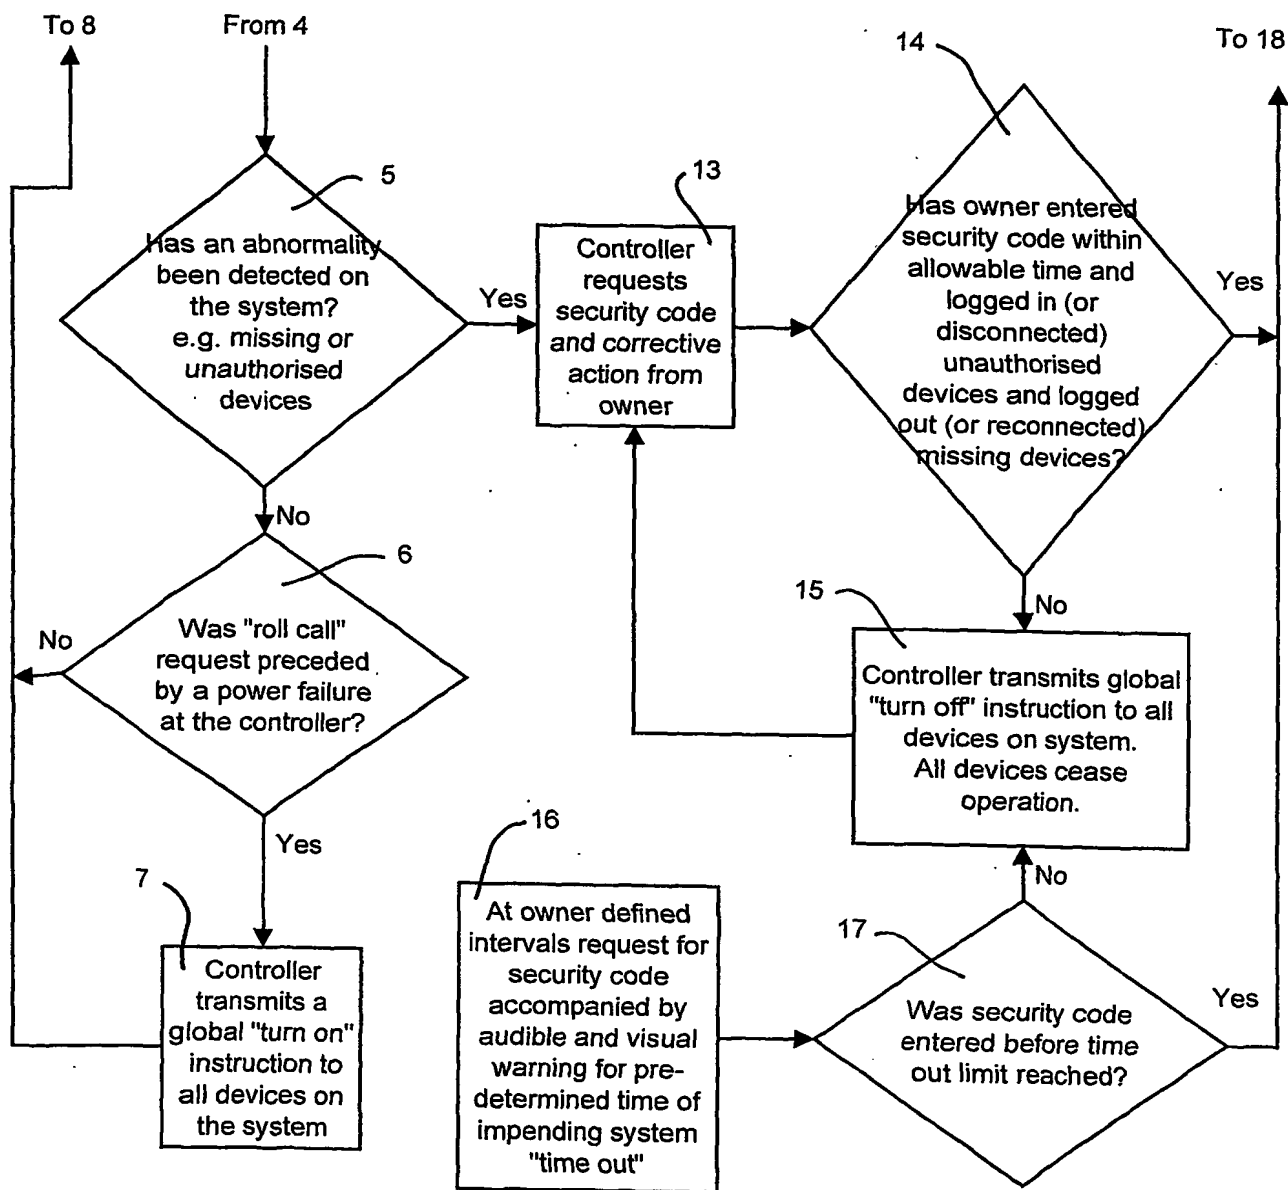 To 8
From 4
14
To 18
5
Has an abnormality
been detected on
the system?
e.g. missing or
unauthorised
devices
Yes
No
13
Controller
requests
security code
and corrective
action from
owner
Has owner entered
security code within
allowable time and
logged in (or
disconnected)
unauthorised
devices and logged
out (or reconnected)
missing devices?
Yes
No
6
Was "roll call"
request preceded
by a power failure
at the controller?
No
Yes
15
Controller transmits global
"turn off" instruction to all
devices on system.
All devices cease
operation.
7
Controller
transmits a
global "turn on"
instruction to
all devices on
the system
16
At owner defined
intervals request for
security code
accompanied by
audible and visual
warning for pre-
determined time of
impending system
"time out"
No
17
Was security code
entered before time
out limit reached?
Yes